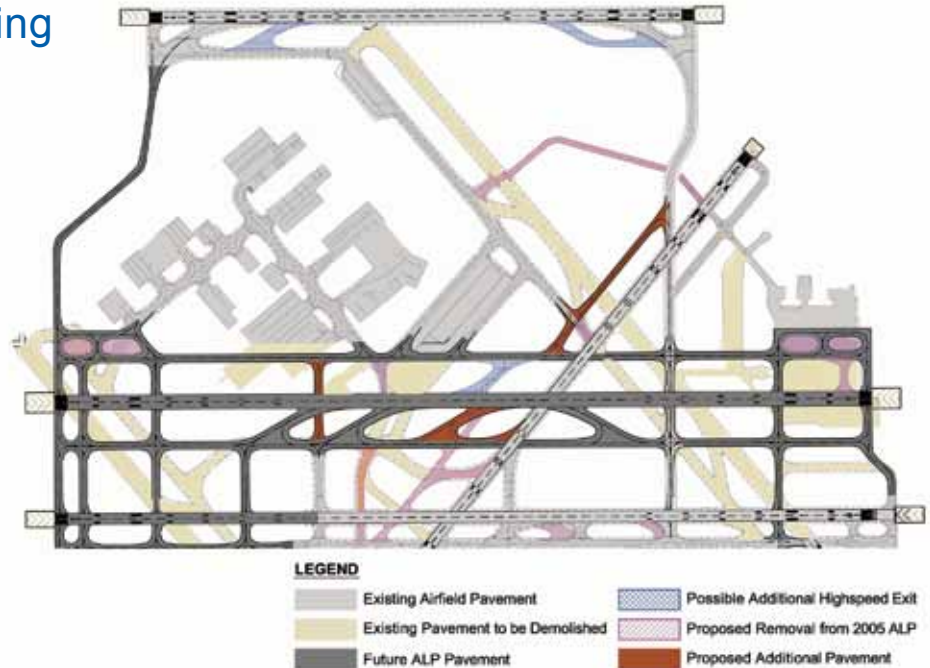 ing
LEGEND
Existing Airfield Pavement
Existing Pavement to be Demolished
Future ALP Pavement
Possible Additional Highspeed Exit
Proposed Removal from 2005 ALP
Proposed Additional Pavement